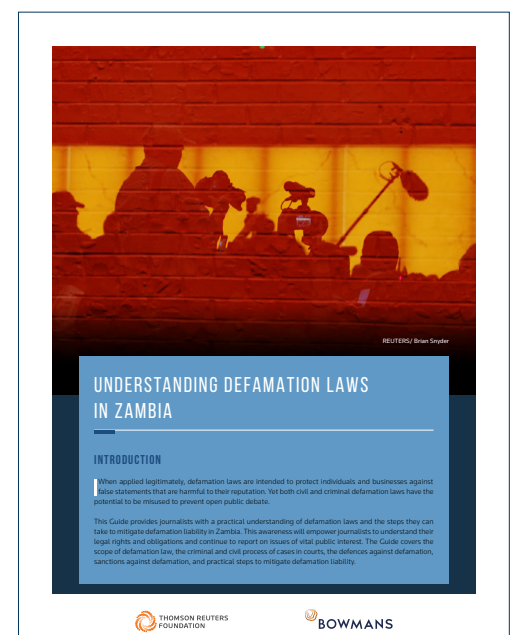 REUTERS/ Brian Snyder
UNDERSTANDING DEFAMATION LAWS
IN ZAMBIA
INTRODUCTION
When applied legitimately, defamation laws are intended to protect individuals and businesses against
false statements that are harmful to their reputation. Yet both civil and criminal defamation laws have the
potential to be misused to prevent open public debate.
This Guide provides journalists with a practical understanding of defamation laws and the steps they can
take to mitigate defamation liability in Zambia. This awareness will empower journalists to understand their
legal rights and obligations and continue to report on issues of vital public interest. The Guide covers the
scope of defamation law, the criminal and civil process of cases in courts, the defences against defamation,
sanctions against defamation, and practical steps to mitigate defamation liability.
THOMSON REUTERS
FOUNDATION
BOWMANS